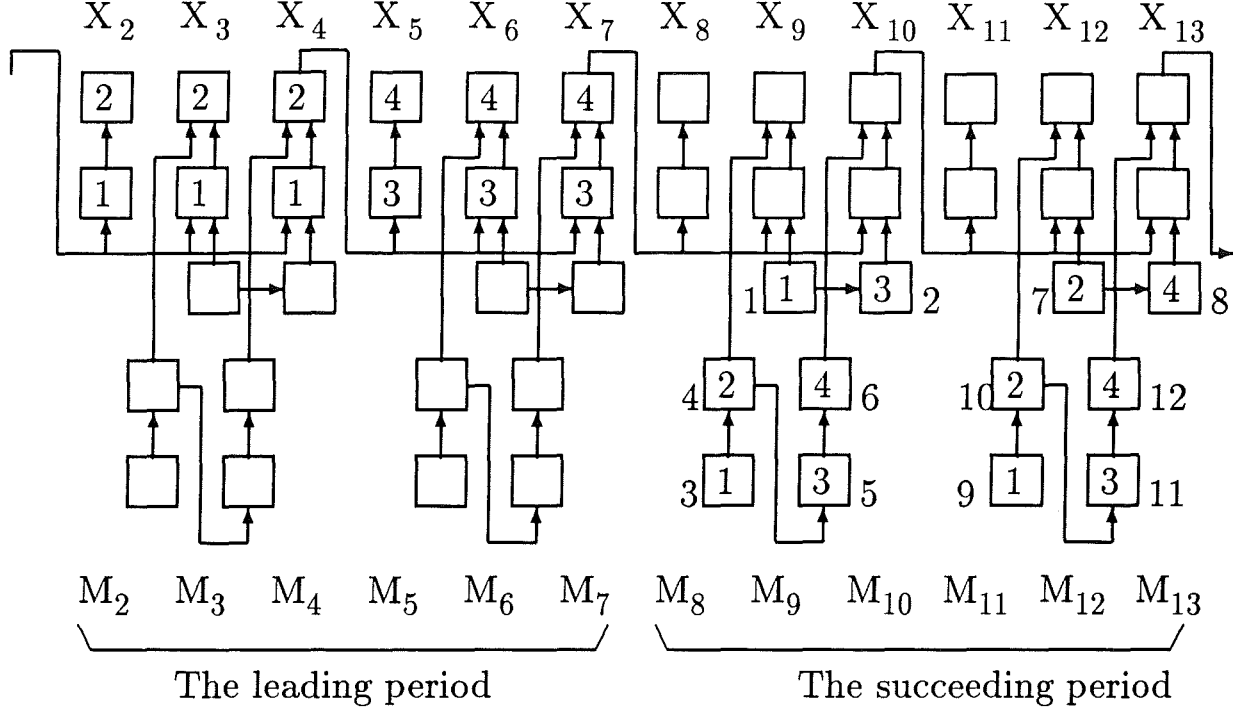 X2 X3 X4 X5 X6 X7 X8 X9 X10 X11 X12 X13
2 2 2 4 4 4
1 1 1 3 3 3
1 1 3 2 7 2 4 8
4 2 4 6 10 2 4 12
3 1 3 5 9 1 3 11
M2 M3 M4 M5 M6 M7 M8 M9 M10 M11 M12 M13
The leading period The succeeding period